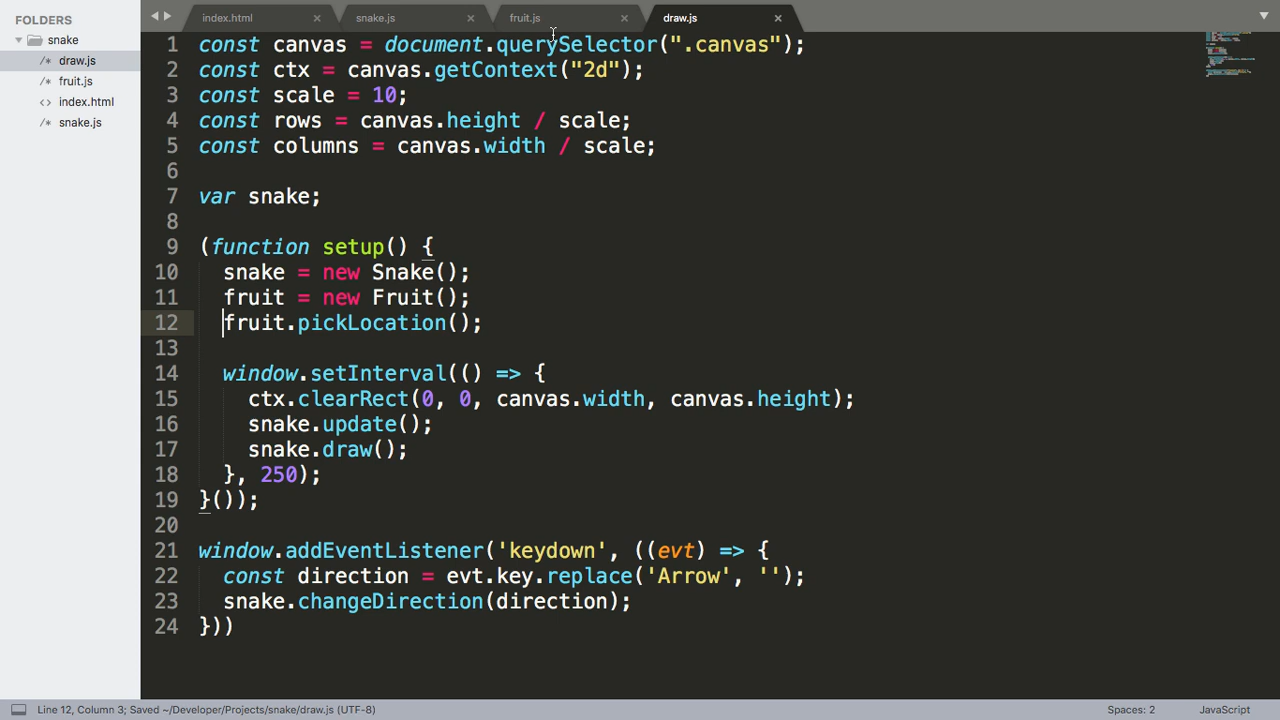 FOLDERS
snake
/* draw.js
/* fruit.js
<> index.html
/* snake.js
index.html ×
snake.js ×
fruit.js ×
draw.js ×
1 const canvas = document.querySelector(".canvas");
2 const ctx = canvas.getContext("2d");
3 const scale = 10;
4 const rows = canvas.height / scale;
5 const columns = canvas.width / scale;
6
7 var snake;
8
9 (function setup() {
10   snake = new Snake();
11   fruit = new Fruit();
12   fruit.pickLocation();
13
14   window.setInterval(() => {
15     ctx.clearRect(0, 0, canvas.width, canvas.height);
16     snake.update();
17     snake.draw();
18   }, 250);
19 }());
20
21 window.addEventListener('keydown', ((evt) => {
22   const direction = evt.key.replace('Arrow', '');
23   snake.changeDirection(direction);
24 }))
Line 12, Column 3; Saved ~/Developer/Projects/snake/draw.js (UTF-8)
Spaces: 2
JavaScript